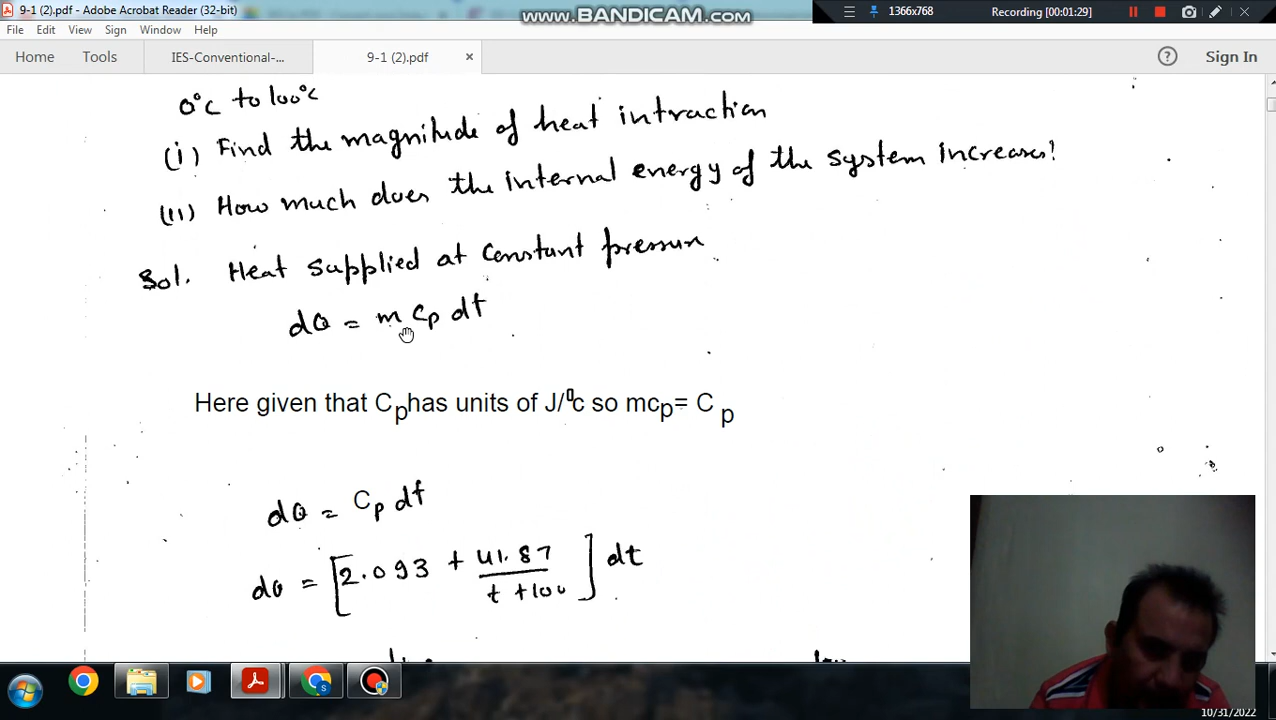 9-1 (2).pdf - Adobe Acrobat Reader (32-bit)
www.BANDICAM.com
1366x768
Recording [00:01:29]
File Edit View Sign Window Help
Home Tools IES-Conventional-... 9-1 (2).pdf × ? Sign In
0°c to 100°c
(i) Find the magnitude of heat intraction
(11) How much does the internal energy of the system increases?
Sol. Heat supplied at constant pressure
dQ = m Cp dt
Here given that Cp has units of J/⁰c so mcp= C p
dQ = Cp dt
dQ = [2.093 + 41.87 / t + 100] dt
10/31/2022